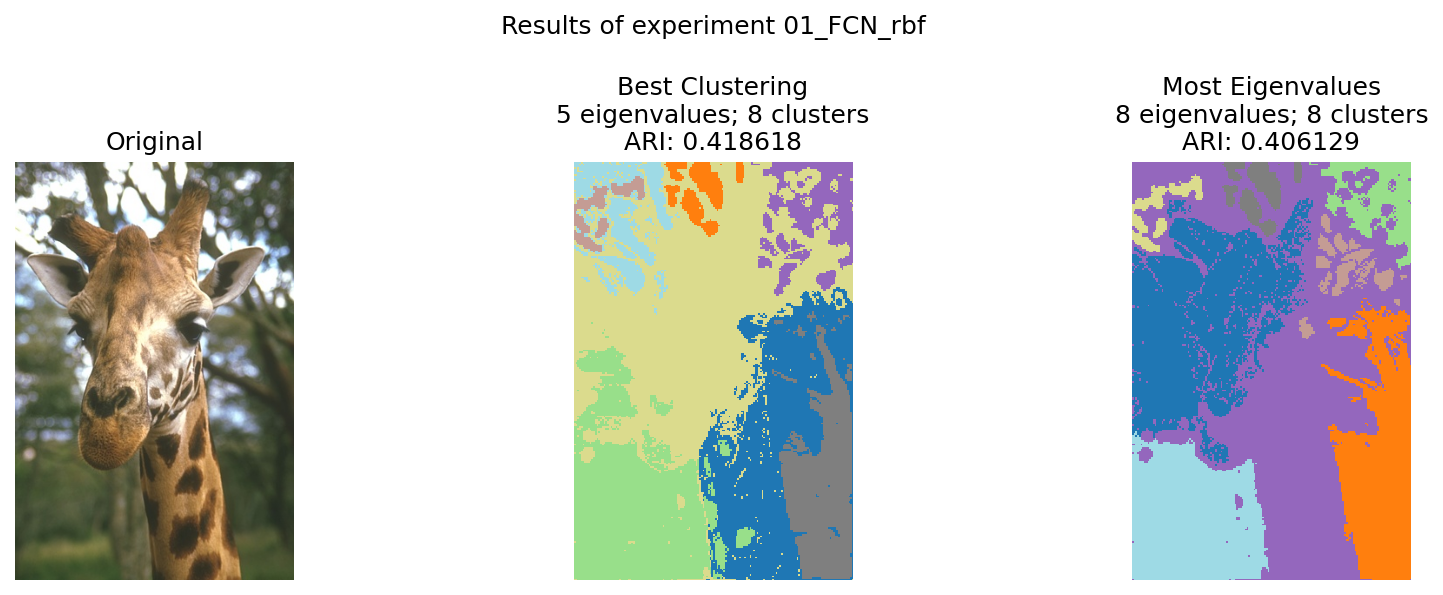 Results of experiment 01_FCN_rbf
Original
Best Clustering
5 eigenvalues; 8 clusters
ARI: 0.418618
Most Eigenvalues
8 eigenvalues; 8 clusters
ARI: 0.406129